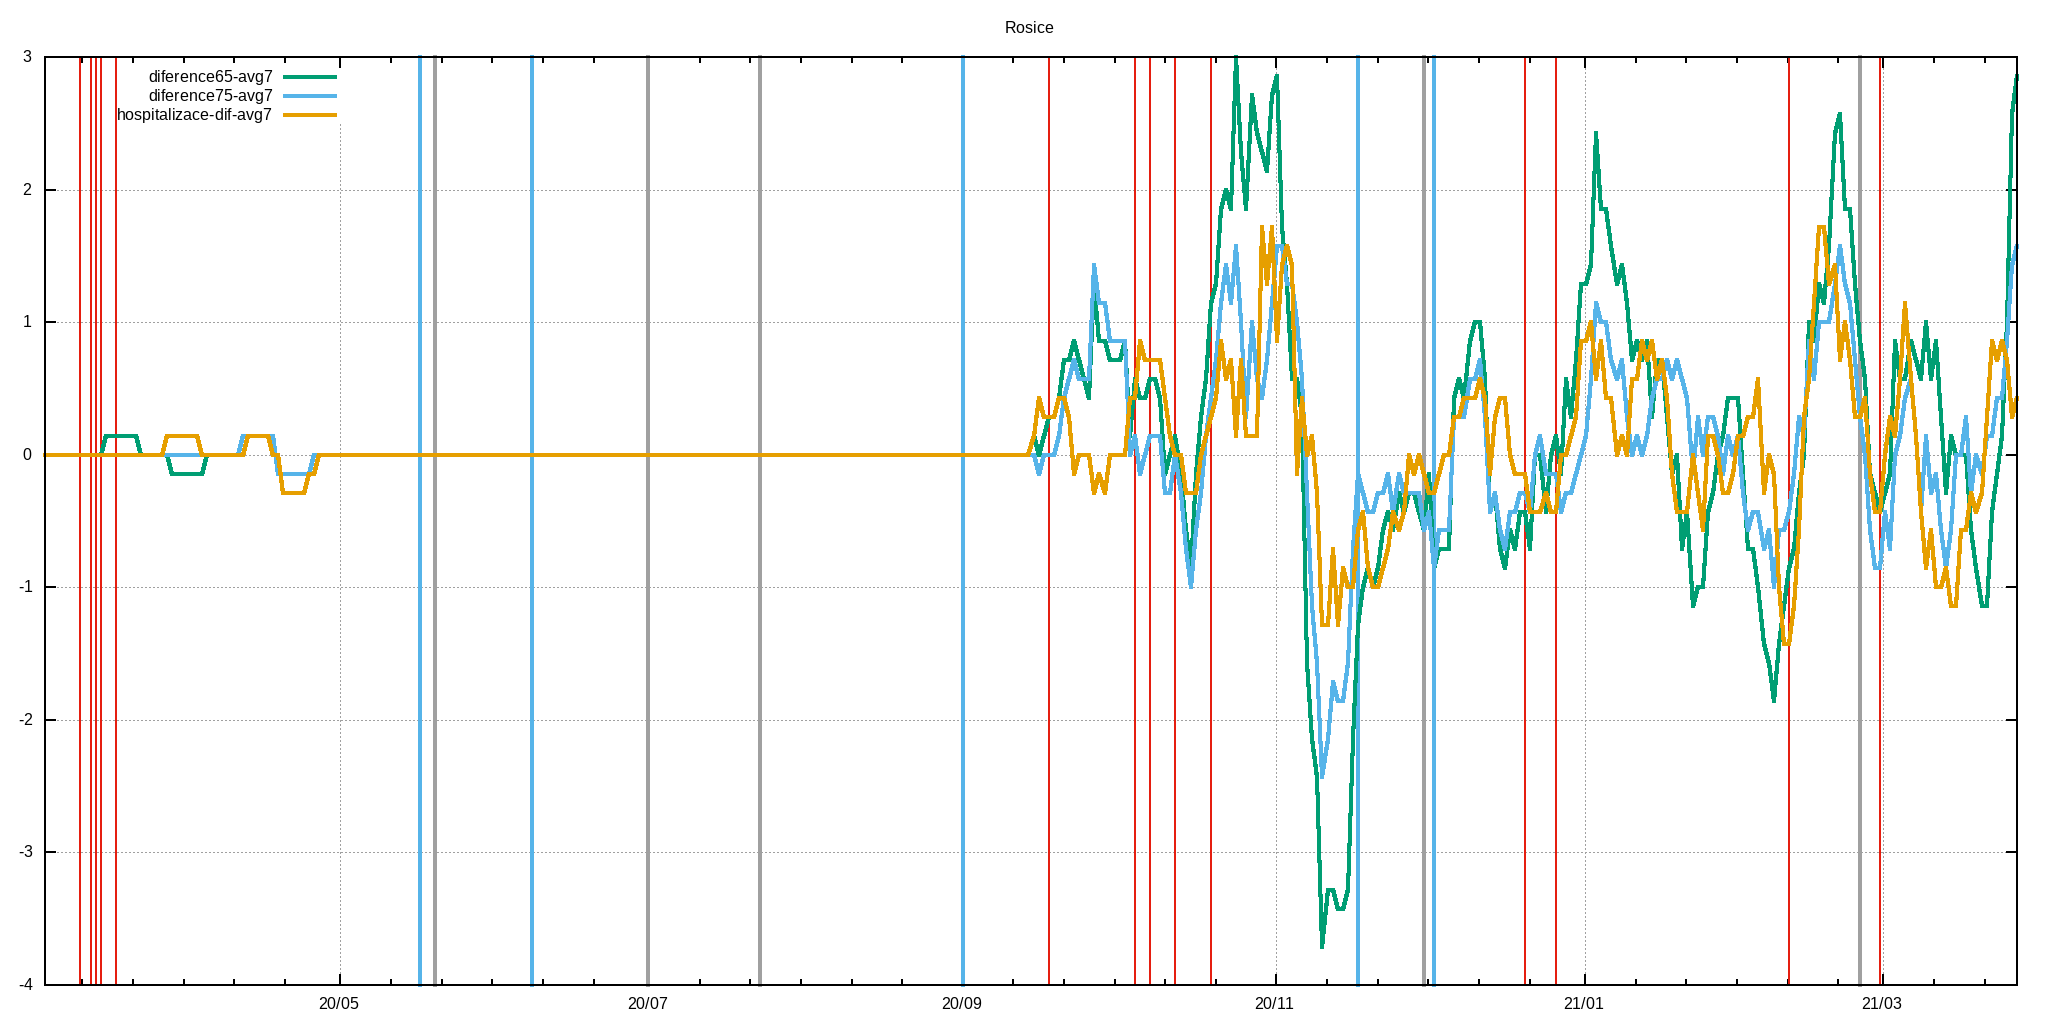 Rosice
3
diference65-avg7
diference75-avg7
hospitalizace-dif-avg7
2
1
0
-1
-2
-3
-4
20/05 20/07 20/09 20/11 21/01 21/03